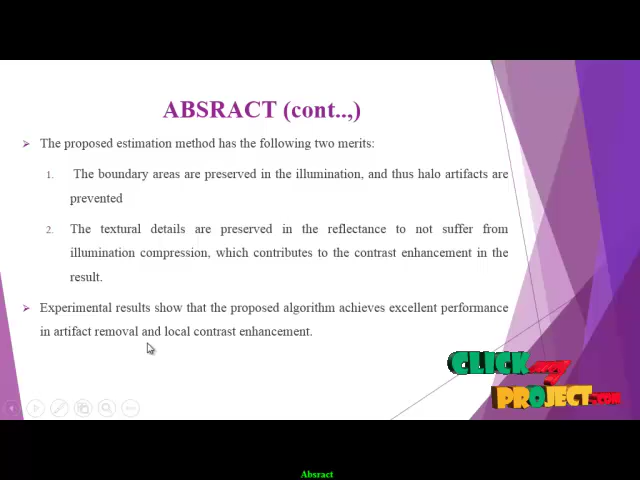 ABSRACT (cont..,)
➢ The proposed estimation method has the following two merits:
1. The boundary areas are preserved in the illumination, and thus halo artifacts are
prevented
2. The textural details are preserved in the reflectance to not suffer from
illumination compression, which contributes to the contrast enhancement in the
result.
➢ Experimental results show that the proposed algorithm achieves excellent performance
in artifact removal and local contrast enhancement.
CLICK my
PROJECT.COM
Absract